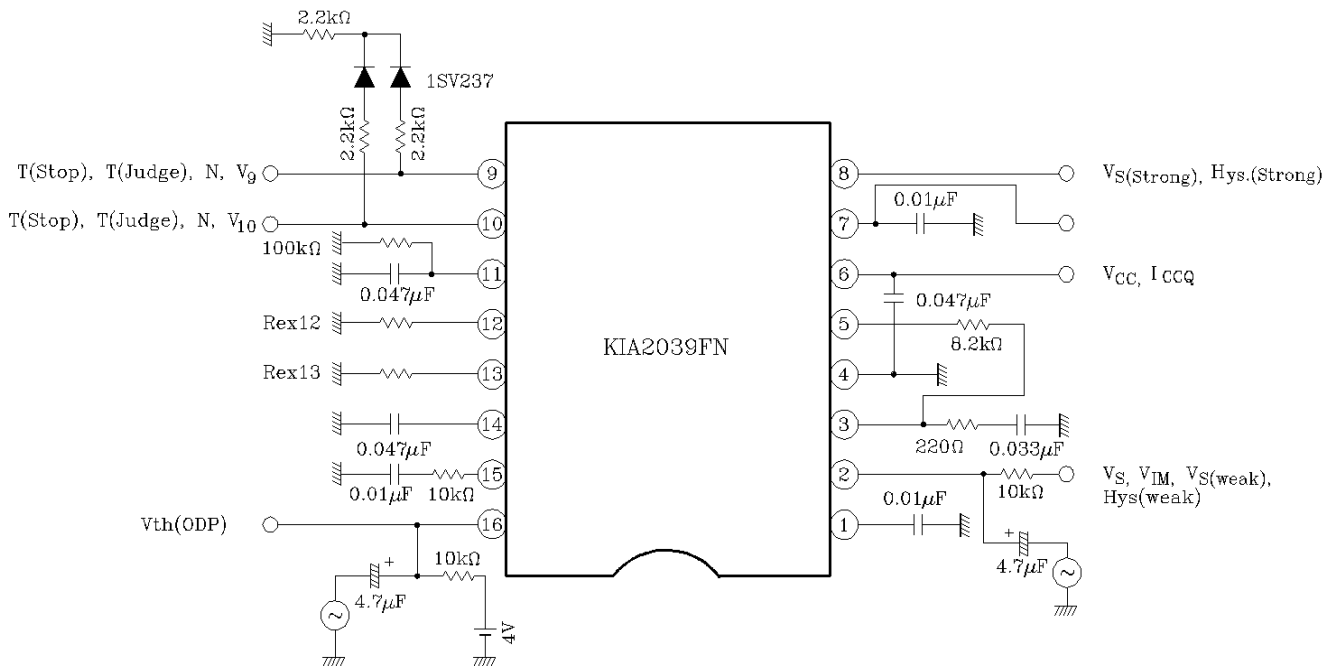 2.2kΩ
1SV237
2.2kΩ
2.2kΩ
T(Stop), T(Judge), N, V9
9
T(Stop), T(Judge), N, V10
10
100kΩ
11
0.047μF
Rex12
12
Rex13
13
14
0.047μF
15
0.01μF
10kΩ
Vth(ODP)
16
+
10kΩ
4.7μF
4V
KIA2039FN
8
VS(Strong), Hys.(Strong)
0.01μF
7
6
VCC, ICCQ
0.047μF
5
8.2kΩ
4
3
220Ω
0.033μF
2
10kΩ
VS, VIM, VS(weak),
Hys(weak)
0.01μF
1
+
4.7μF